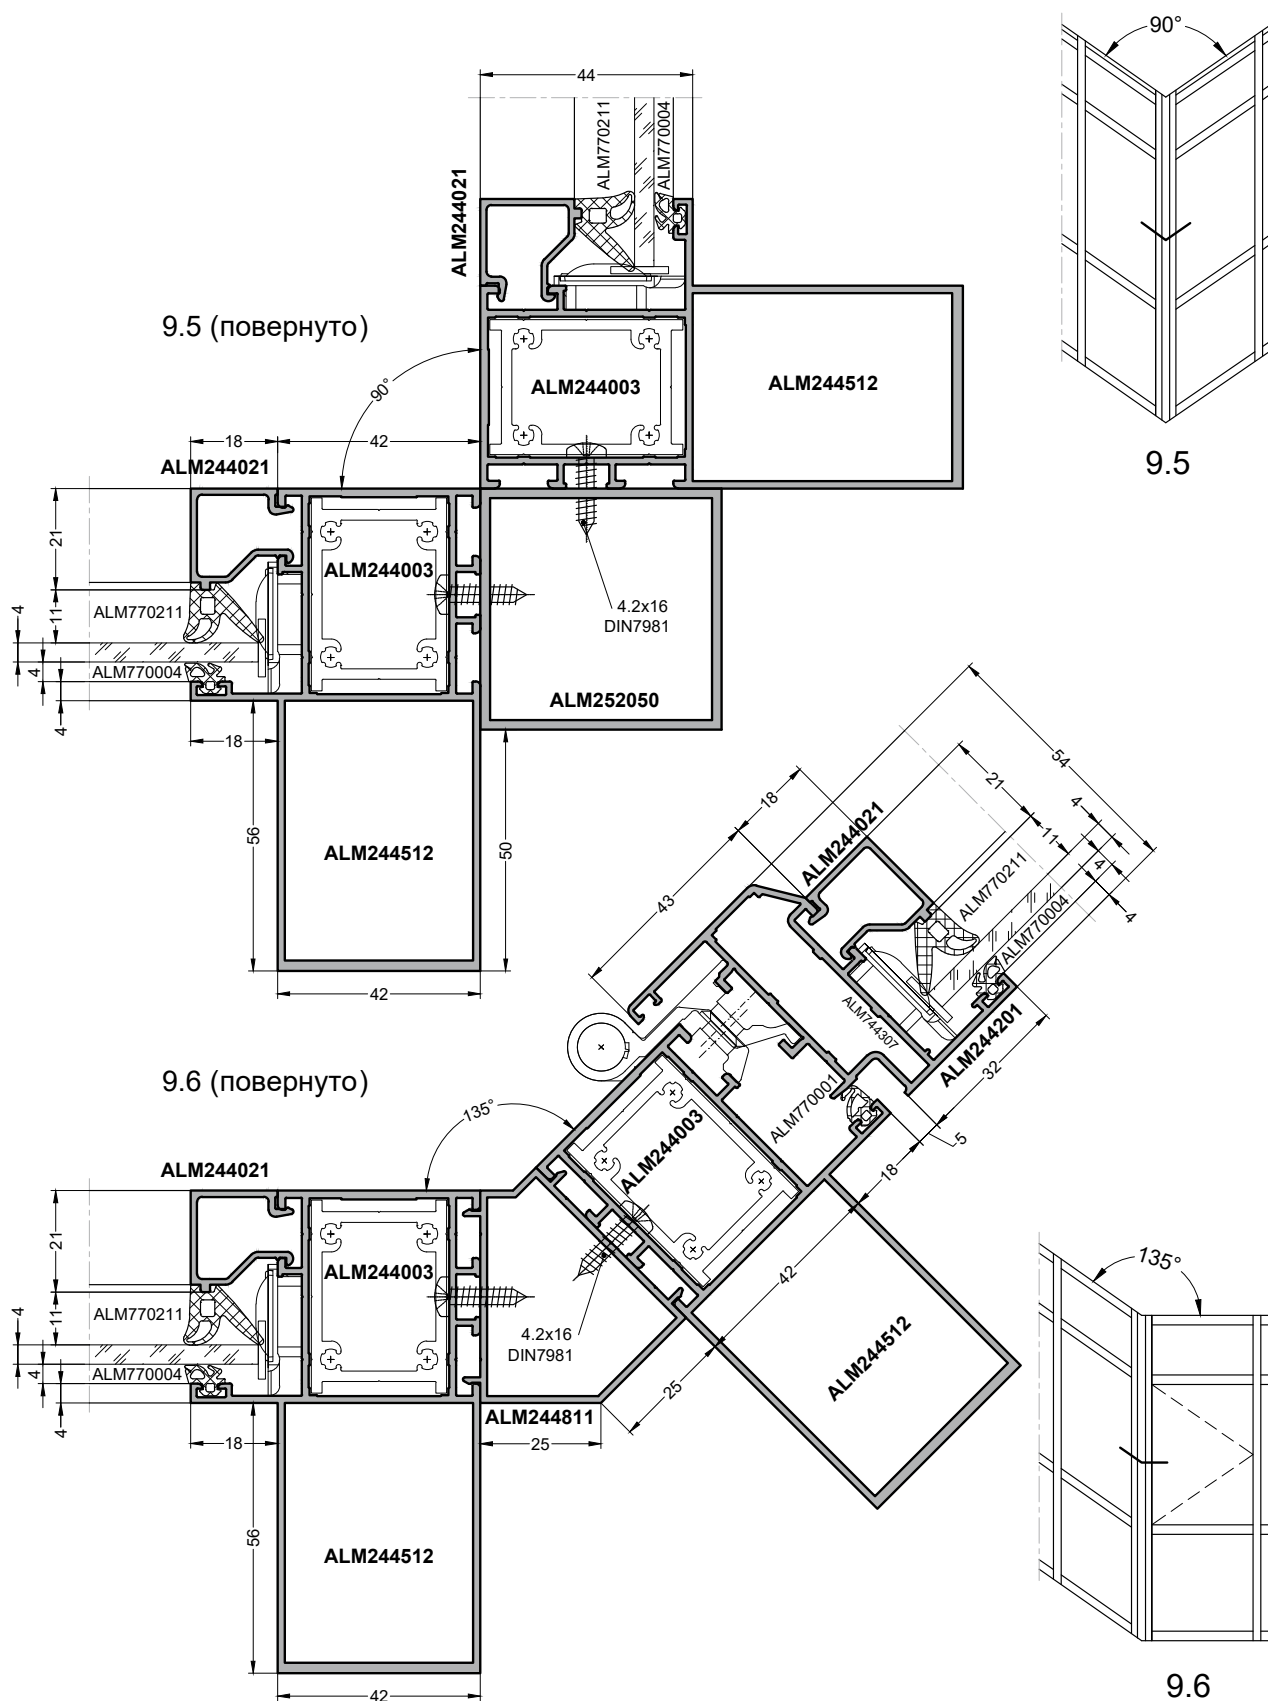 44
90°
ALM770211
ALM770004
ALM244021
9.5 (повернуто)
90°
ALM244003
ALM244512
9.5
18
42
ALM244021
21
11
4
4
4
ALM770211
ALM770004
ALM244003
4.2x16
DIN7981
ALM252050
18
56
50
ALM244512
42
54
21
4
18
ALM244021
11
4
4
43
ALM770211
ALM770004
ALM744307
ALM244201
32
9.6 (повернуто)
135°
ALM770001
5
ALM244003
18
ALM244021
21
11
4
4
4
ALM770211
ALM770004
ALM244003
4.2x16
DIN7981
42
ALM244512
25
135°
ALM244811
18
25
56
ALM244512
42
9.6